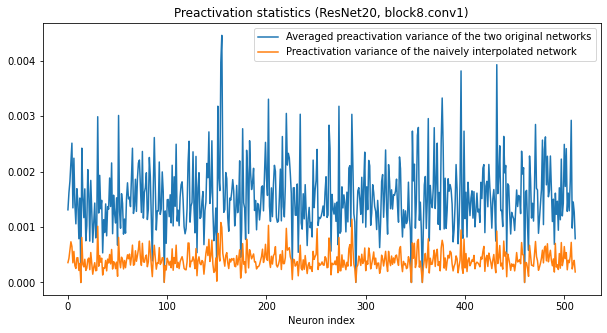 Preactivation statistics (ResNet20, block8.conv1)
Averaged preactivation variance of the two original networks
Preactivation variance of the naively interpolated network
0.004
0.003
0.002
0.001
0.000
0
100
200
300
400
500
Neuron index